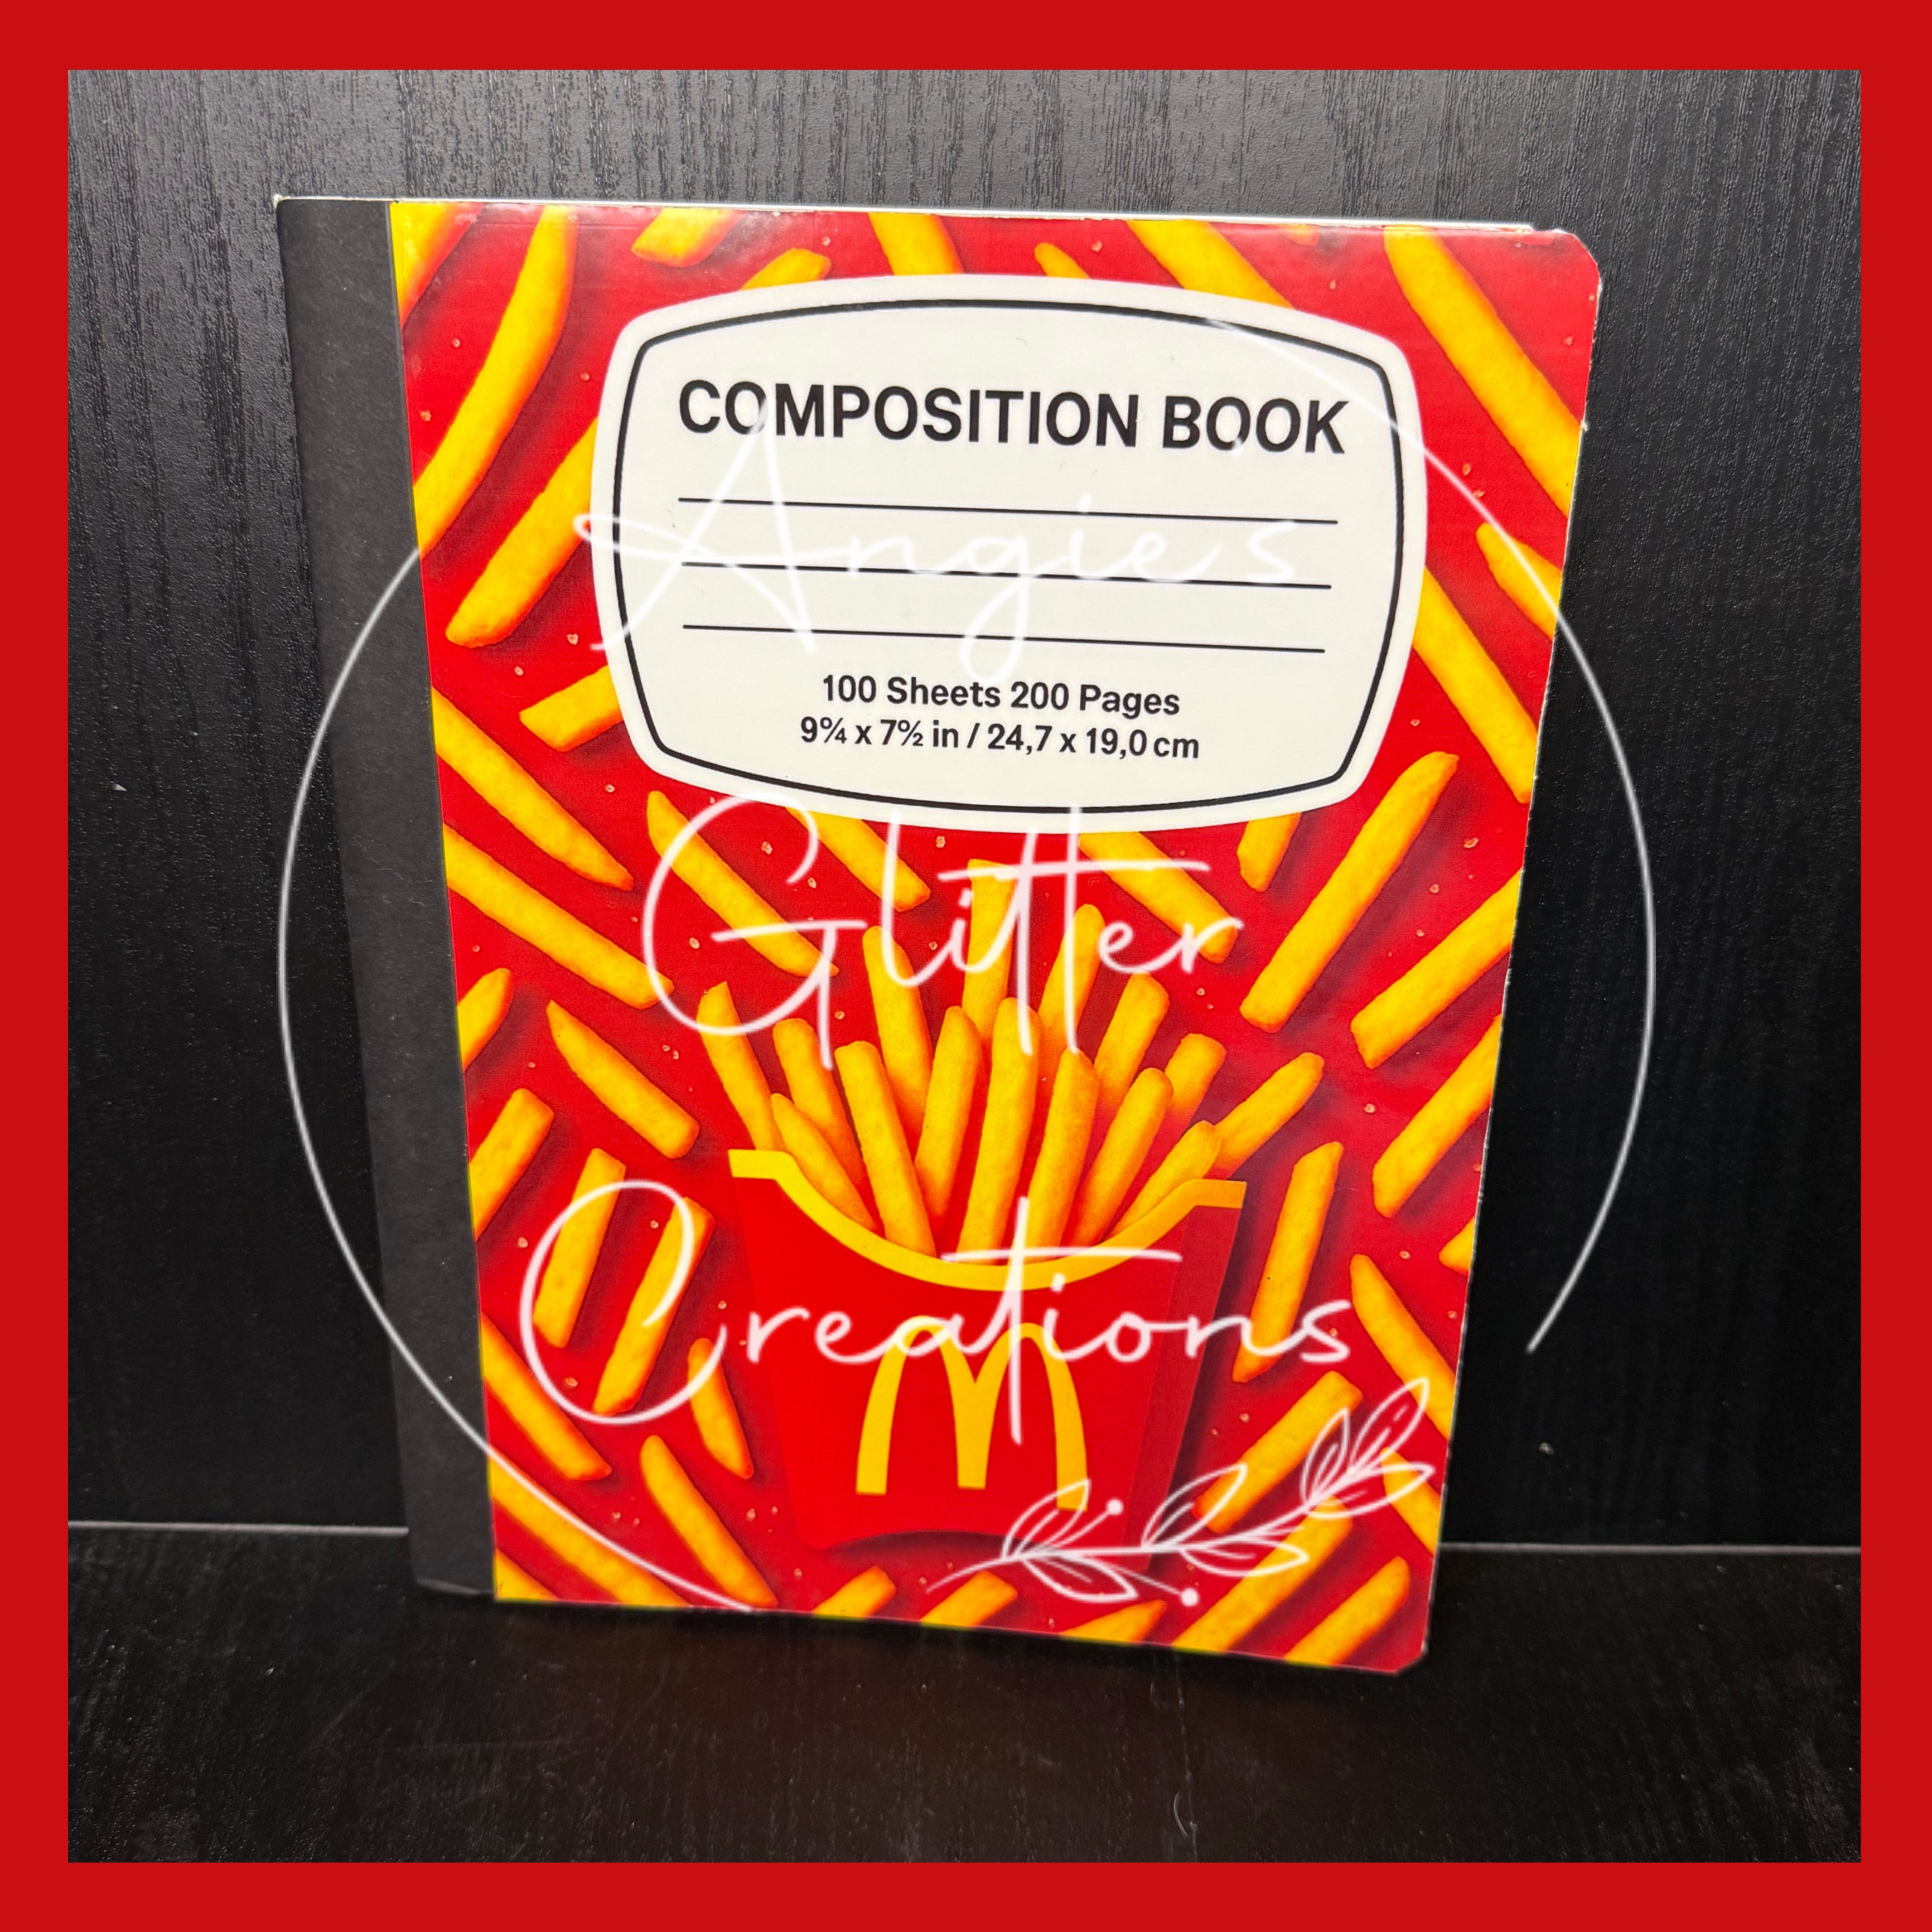 COMPOSITION BOOK
Angie's
100 Sheets 200 Pages
9¾ x 7½ in / 24,7 x 19,0 cm
Glitter
Creations
M